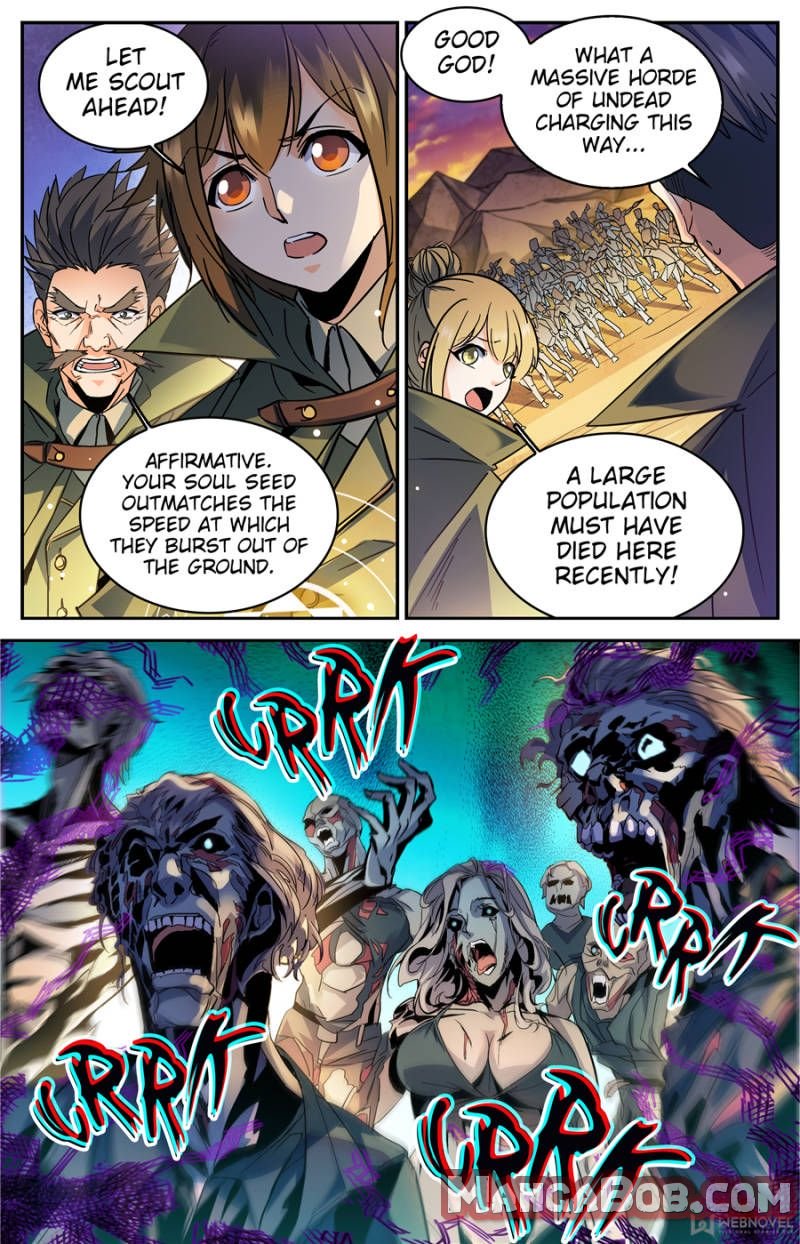 LET
ME SCOUT
AHEAD!
AFFIRMATIVE.
YOUR SOUL SEED
OUTMATCHES THE
SPEED AT WHICH
THEY BURST OUT OF
THE GROUND.
GOOD
GOD!
WHAT A
MASSIVE HORDE
OF UNDEAD
CHARGING THIS
WAY...
A LARGE
POPULATION
MUST HAVE
DIED HERE
RECENTLY!
URRK
URRK
URRK
URRK
MANGABOB.COM
WEBNOVEL